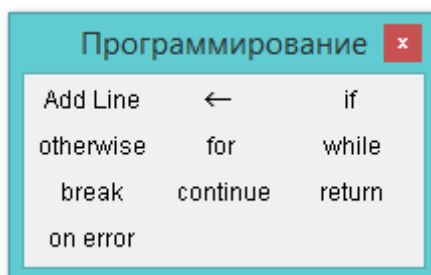 Программирование x
Add Line ← if
otherwise for while
break continue return
on error